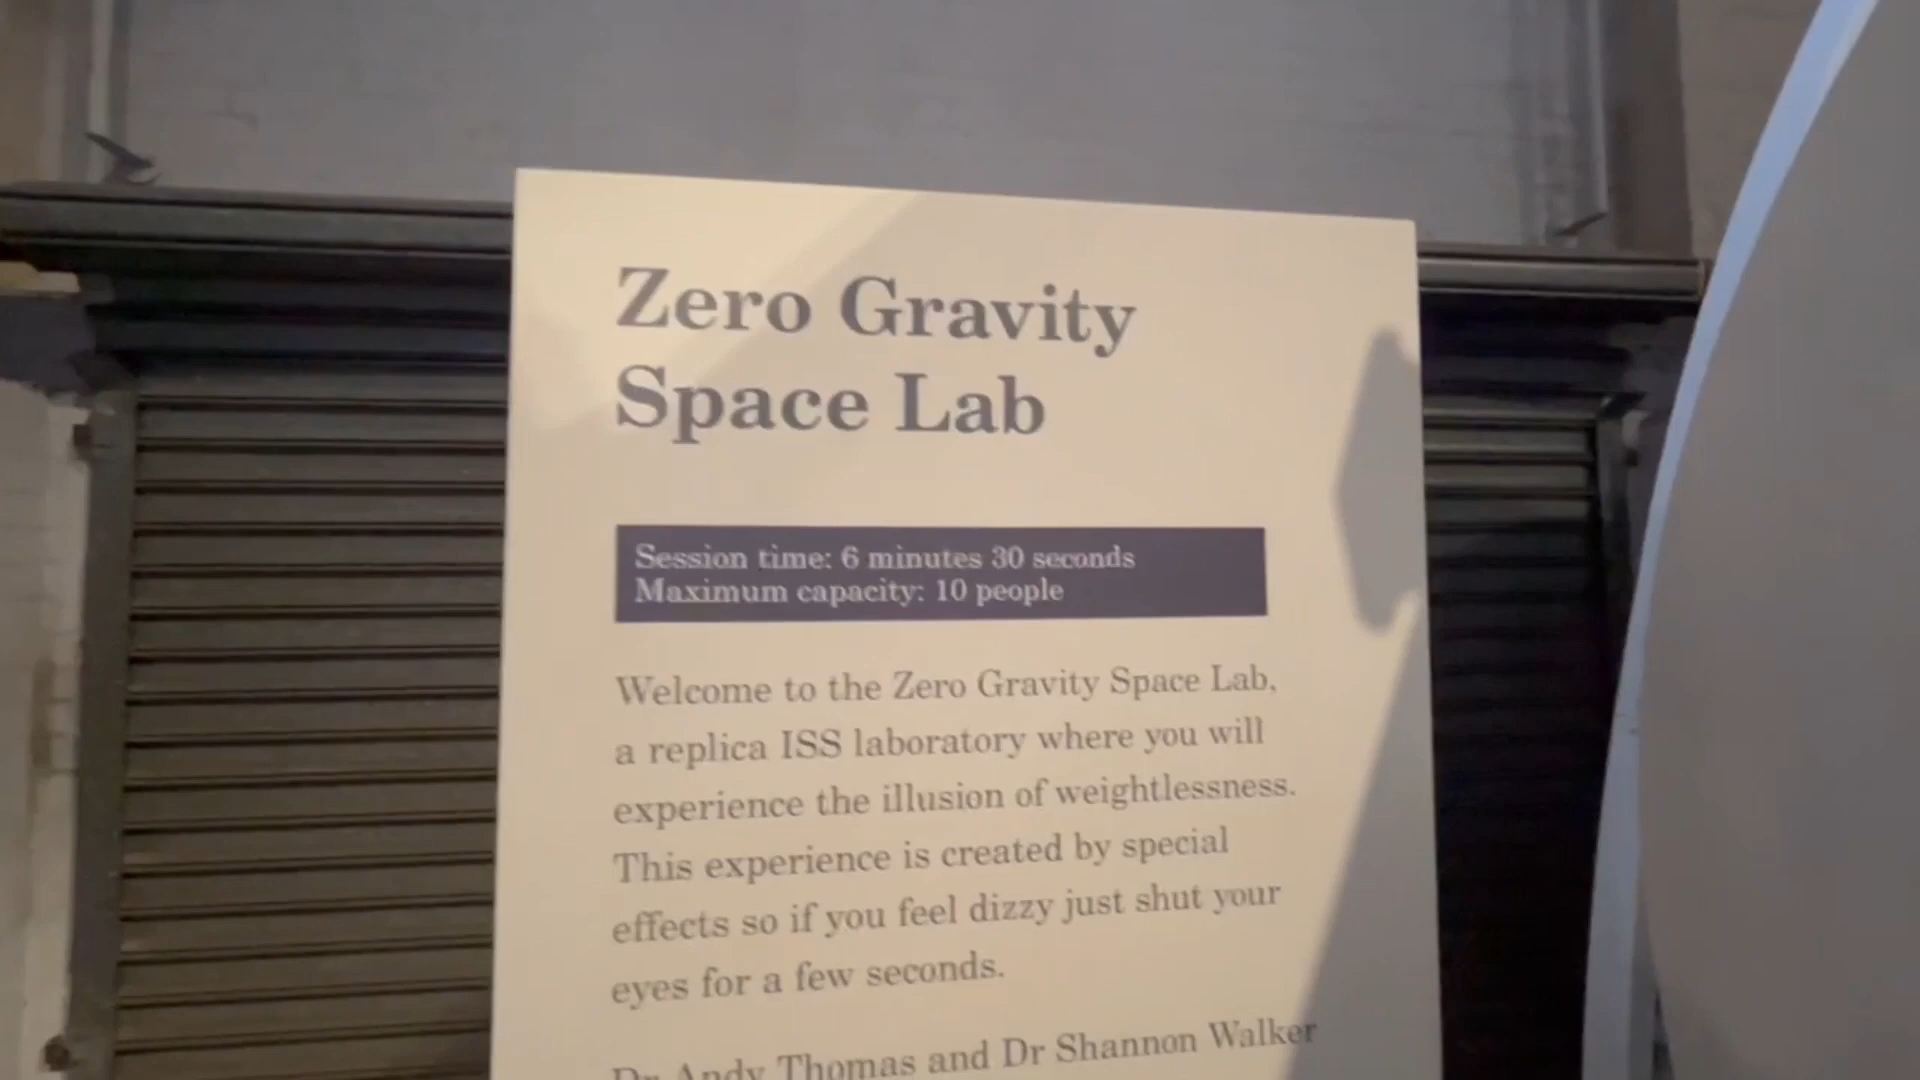 Zero Gravity
Space Lab
Session time: 6 minutes 30 seconds
Maximum capacity: 10 people
Welcome to the Zero Gravity Space Lab,
a replica ISS laboratory where you will
experience the illusion of weightlessness.
This experience is created by special
effects so if you feel dizzy just shut your
eyes for a few seconds.
Dr Andy Thomas and Dr Shannon Walker